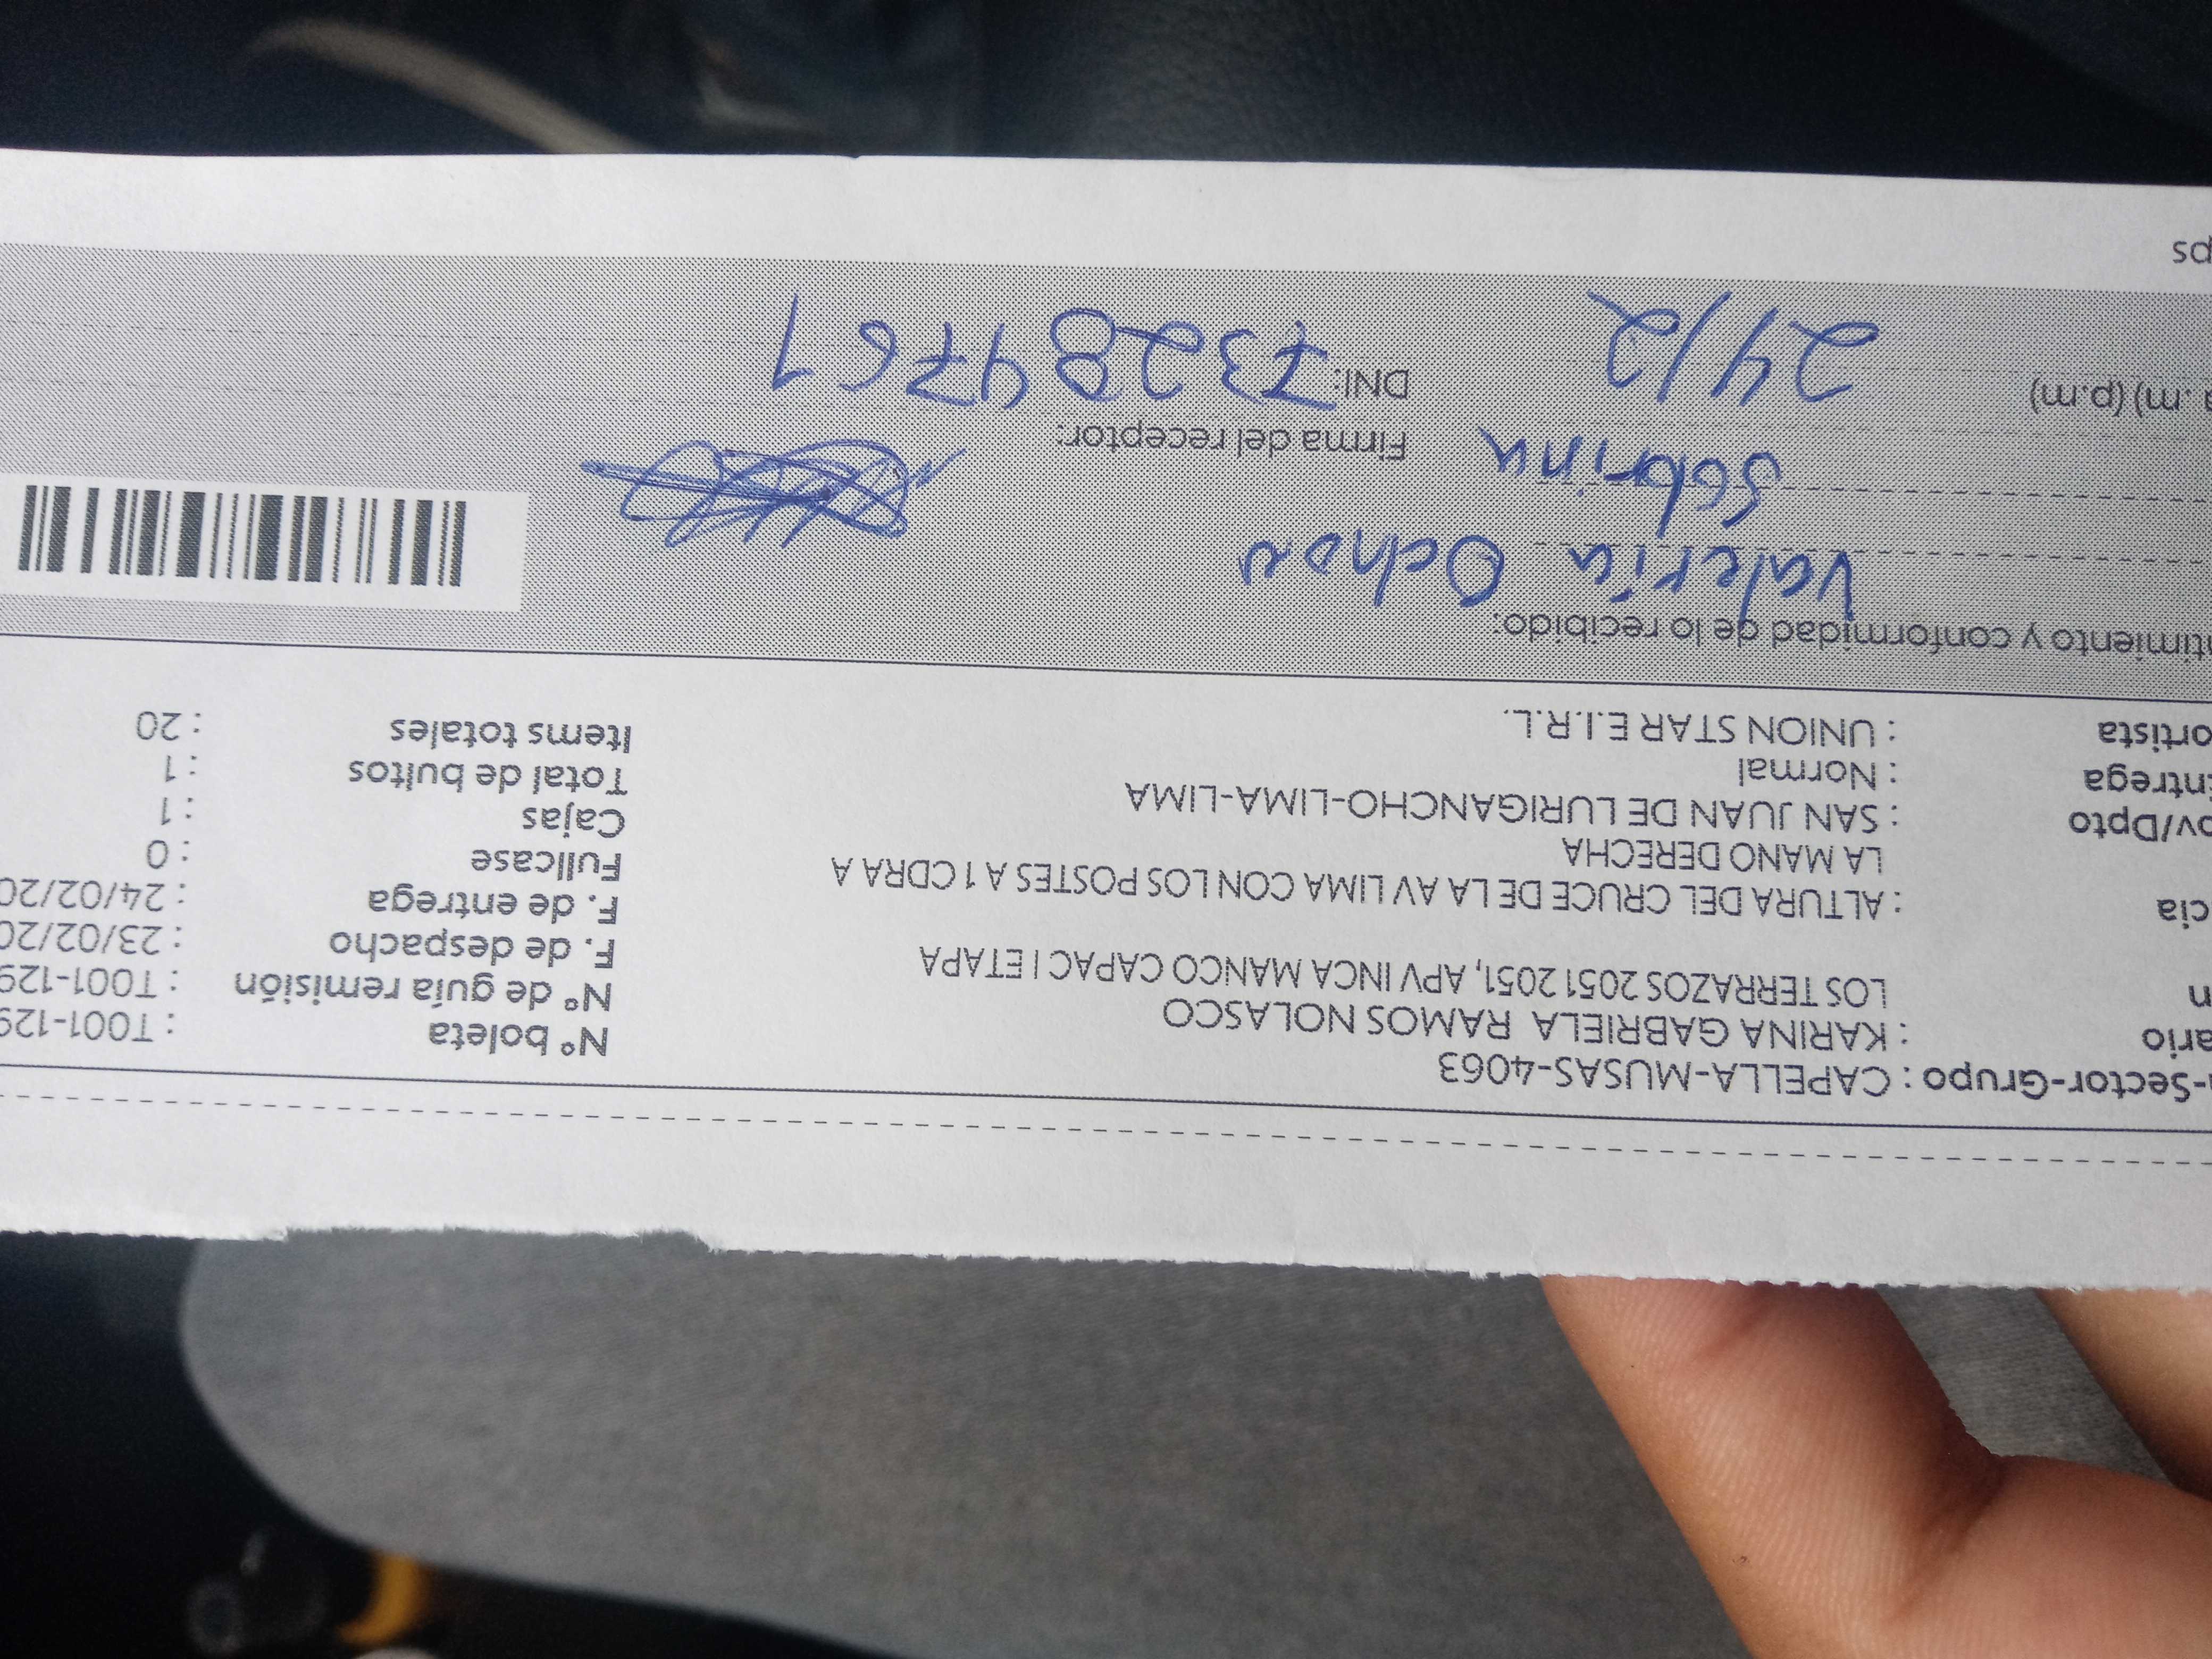 -Sector-Grupo : CAPELLA-MUSAS-4063
ario : KARINA GABRIELA RAMOS NOLASCO
n LOS TERRAZOS 2051 2051, APV INCA MANCO CAPAC I ETAPA
cia : ALTURA DEL CRUCE DE LA AV LIMA CON LOS POSTES A 1 CDRA A
LA MANO DERECHA
ov/Dpto : SAN JUAN DE LURIGANCHO-LIMA-LIMA
Entrega : Normal
ortista : UNION STAR E.I.R.L.
N° boleta : T001-129
N° de guía remisión : T001-129
F. de despacho : 23/02/20
F. de entrega : 24/02/20
Fullcase : 0
Cajas : 1
Total de bultos : 1
Items totales : 20
timiento y conformidad de lo recibido:
Valeria Ochoa
Sobrina
Firma del receptor:
a.m) (p.m) 24/2
DNI: 73289761
ps